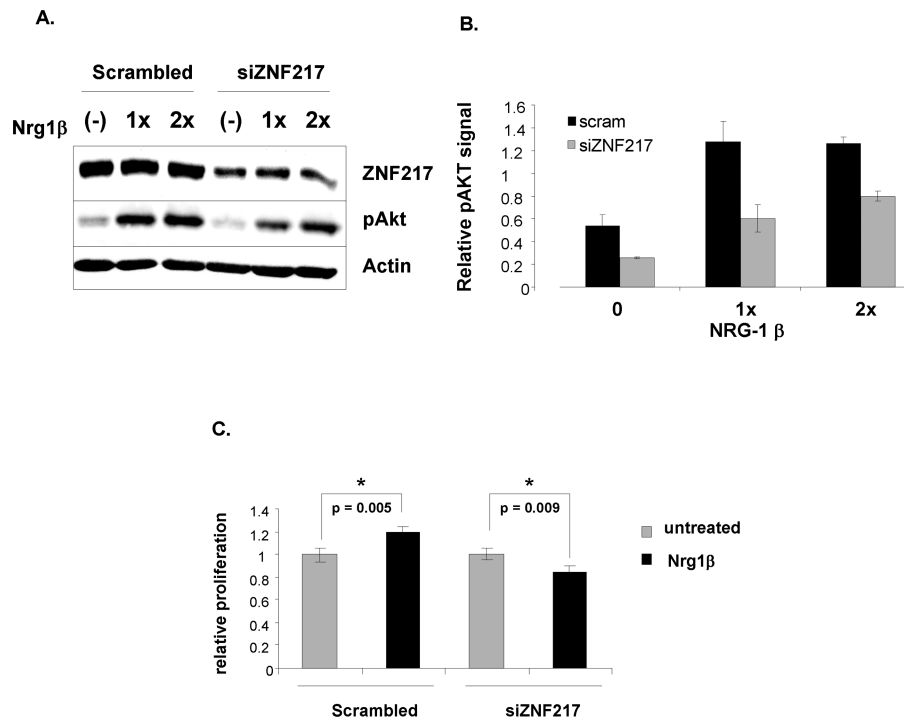 A.
Scrambled siZNF217
Nrg1β (-) 1x 2x (-) 1x 2x
ZNF217
pAkt
Actin
B.
Relative pAKT signal
1.6
1.4
1.2
1
0.8
0.6
0.4
0.2
0
scram
siZNF217
0 1x 2x
NRG-1 β
C.
relative proliferation
1.4
1.2
1
0.8
0.6
0.4
0.2
0
* *
p = 0.005 p = 0.009
untreated
Nrg1β
Scrambled siZNF217